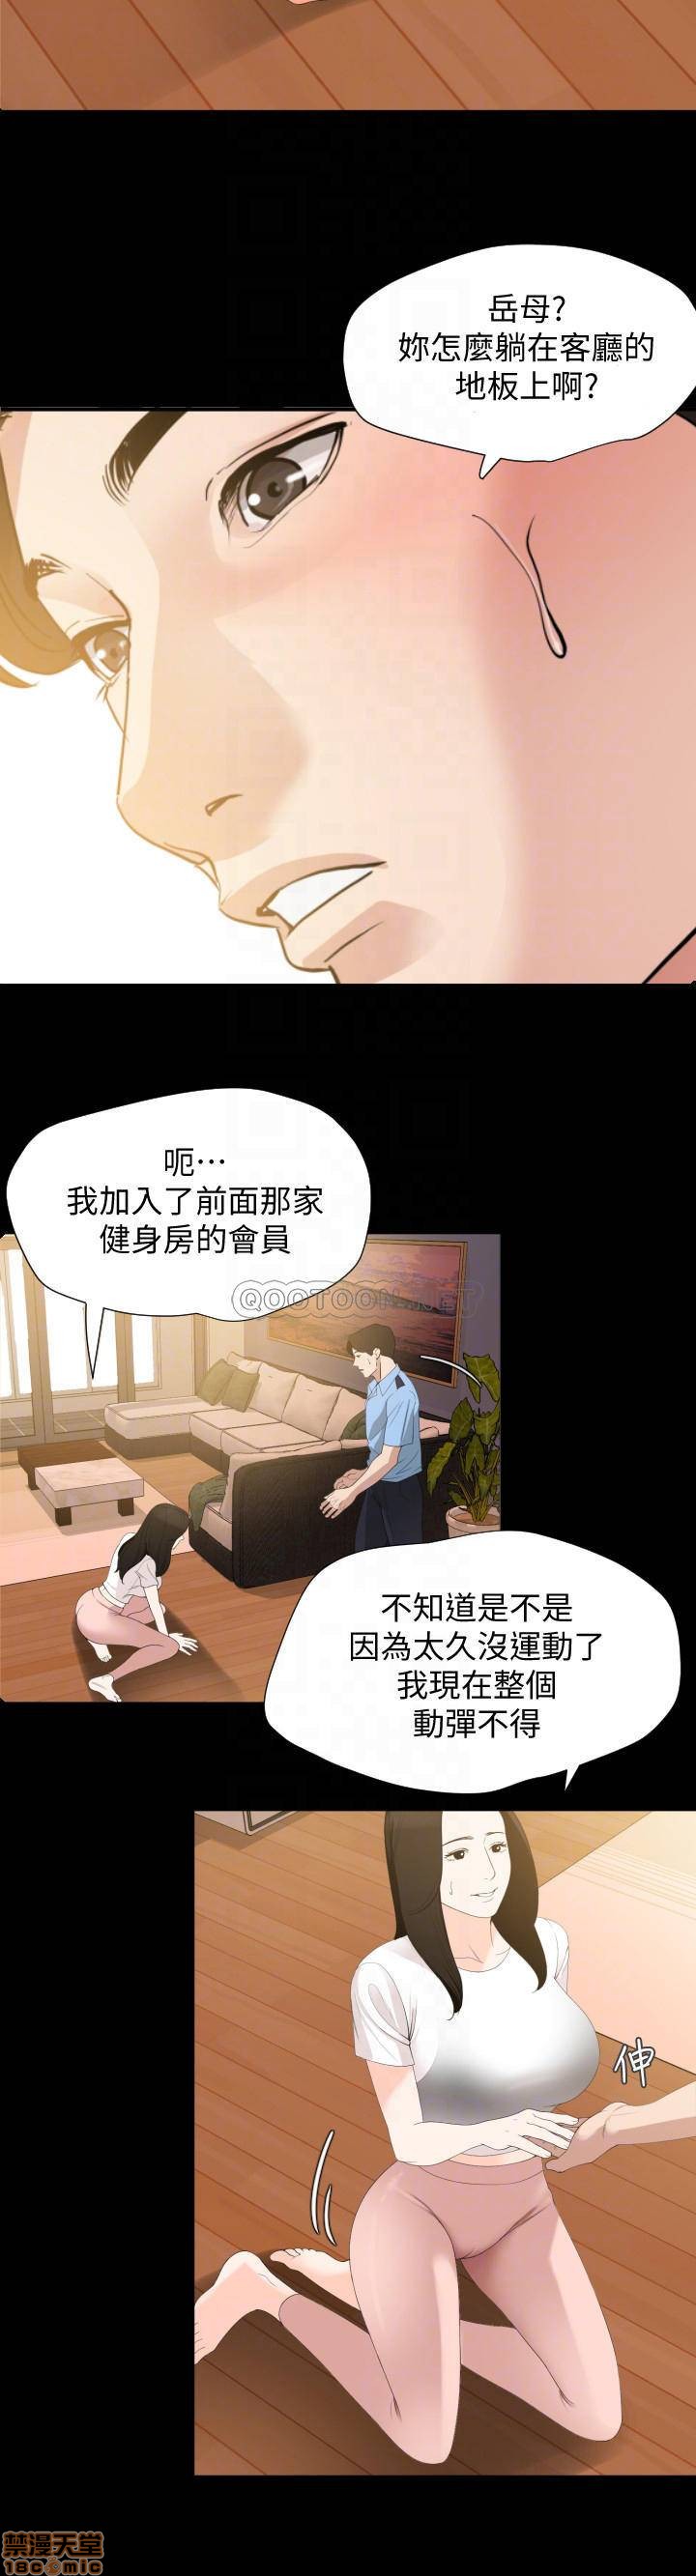 岳母?
妳怎麼躺在客廳的
地板上啊?
呃…
我加入了前面那家
健身房的會員
QOOTOON.NET
不知道是不是
因為太久沒運動了
我現在整個
動彈不得
伸
禁漫天堂
18comic